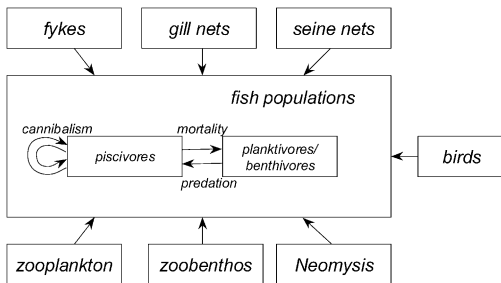 fykes
gill nets
seine nets
fish populations
cannibalism
mortality
piscivores
planktivores/
benthivores
predation
birds
zooplankton
zoobenthos
Neomysis